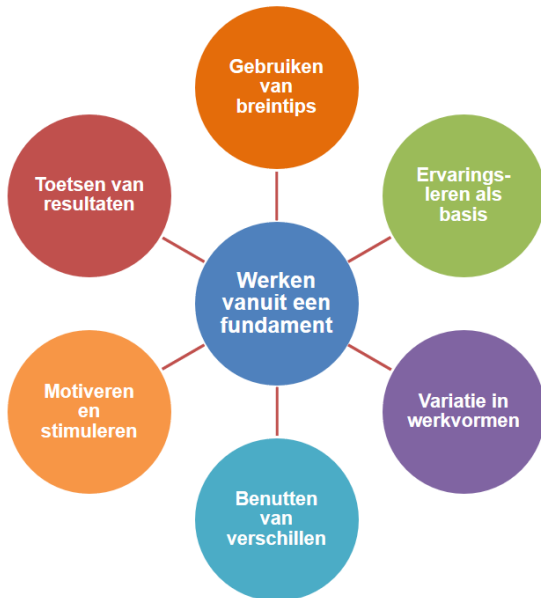 Gebruiken
van
breintips
Ervarings-
leren als
basis
Variatie in
werkvormen
Benutten
van
verschillen
Motiveren
en
stimuleren
Toetsen van
resultaten
Werken
vanuit een
fundament